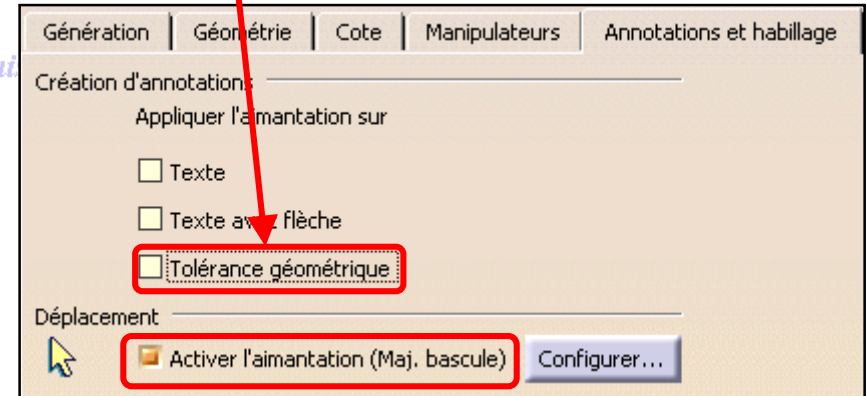 Génération Géométrie Cote Manipulateurs Annotations et habillage
Création d'annotations
Appliquer l'aimantation sur
Texte
Texte avec flèche
Tolérance géométrique
Déplacement
Activer l'aimantation (Maj. bascule) Configurer...